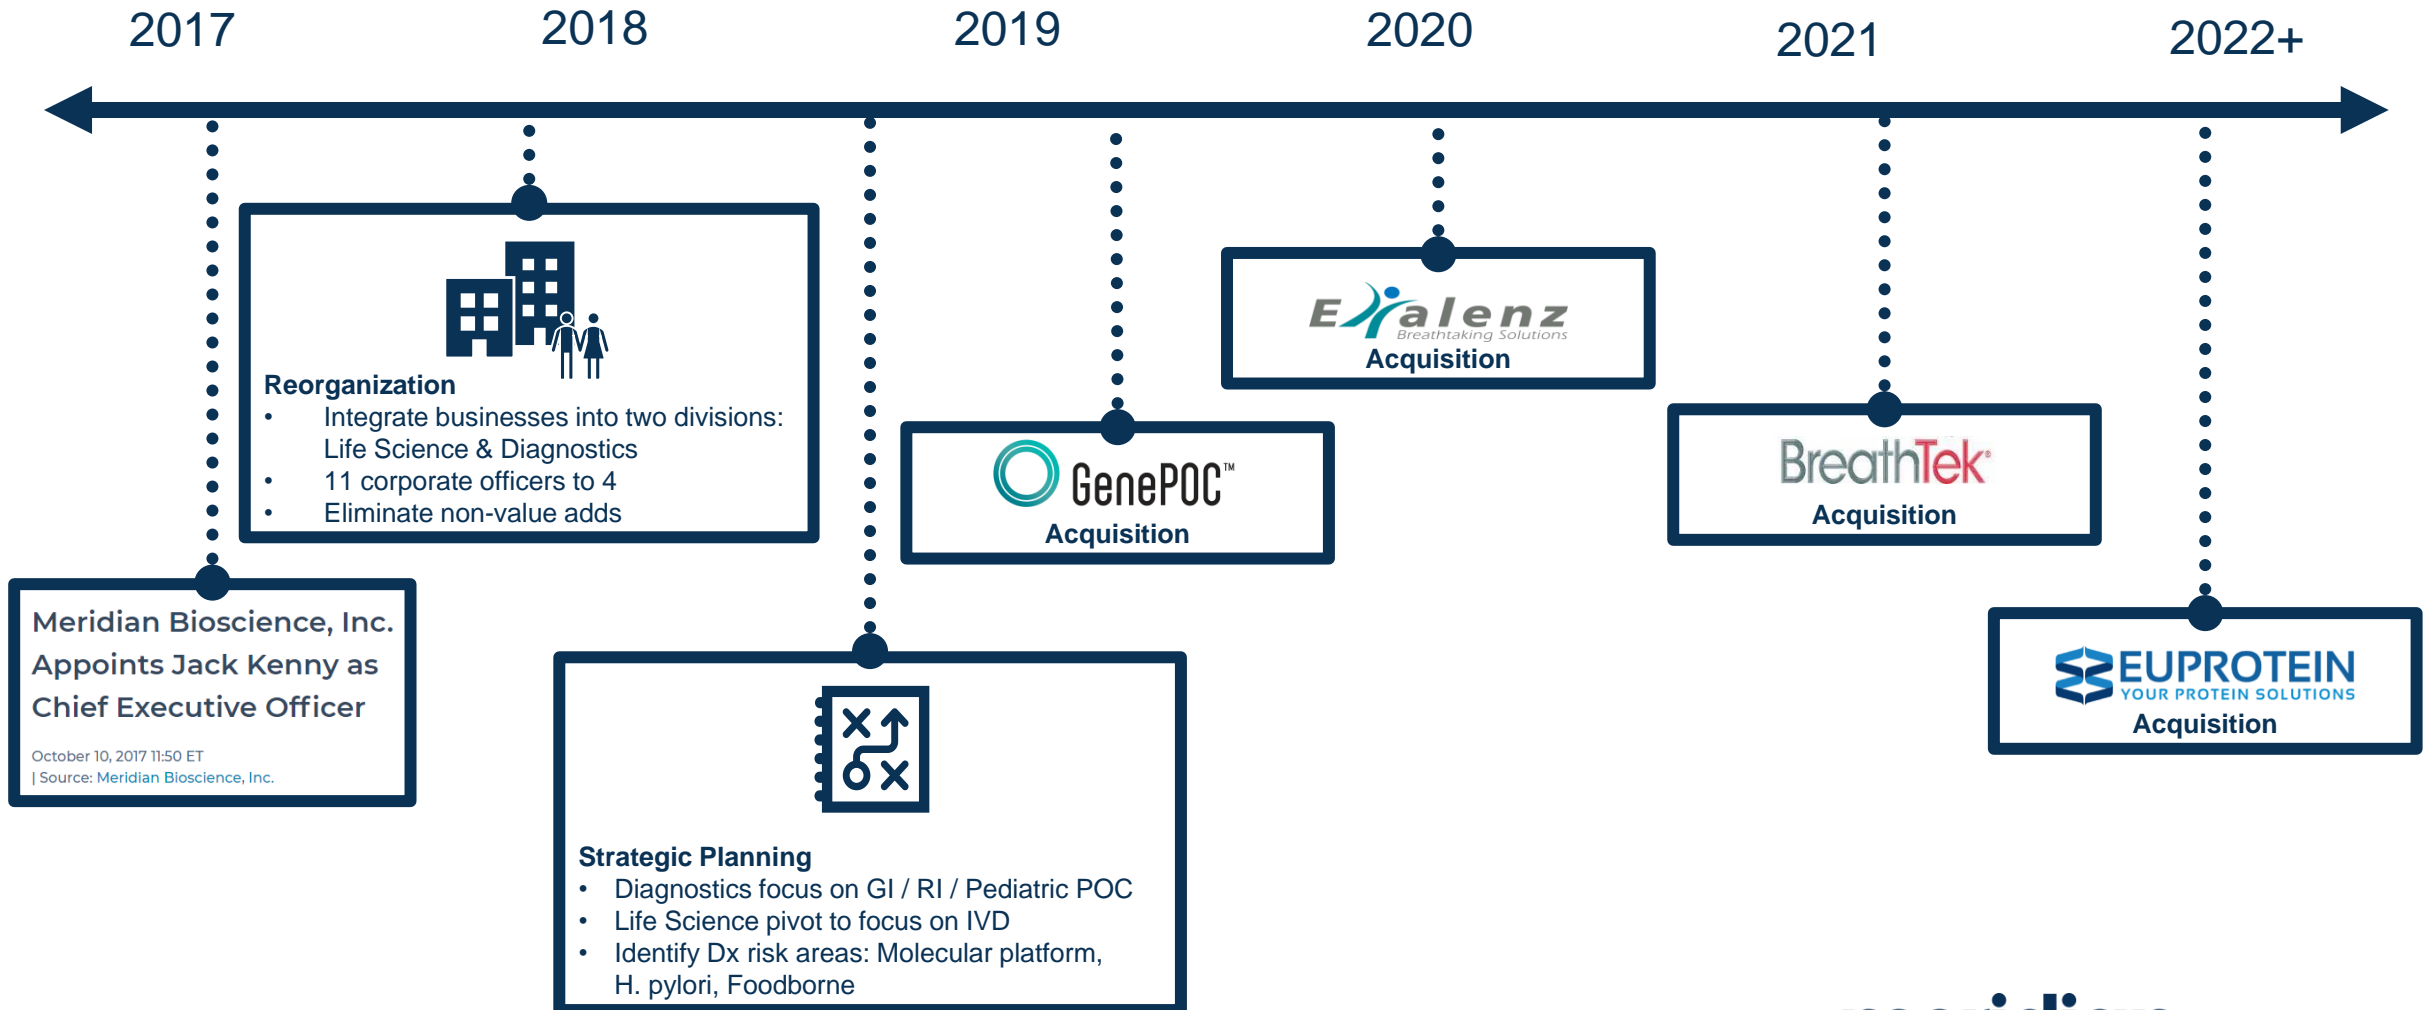 2017
2018
2019
2020
2021
2022+
Reorganization
• Integrate businesses into two divisions:
Life Science & Diagnostics
• 11 corporate officers to 4
• Eliminate non-value adds
Exalenz
Breathtaking Solutions
Acquisition
GenePOC™
Acquisition
BreathTek®
Acquisition
Meridian Bioscience, Inc.
Appoints Jack Kenny as
Chief Executive Officer
October 10, 2017 11:50 ET
| Source: Meridian Bioscience, Inc.
EUPROTEIN
YOUR PROTEIN SOLUTIONS
Acquisition
Strategic Planning
• Diagnostics focus on GI / RI / Pediatric POC
• Life Science pivot to focus on IVD
• Identify Dx risk areas: Molecular platform,
H. pylori, Foodborne